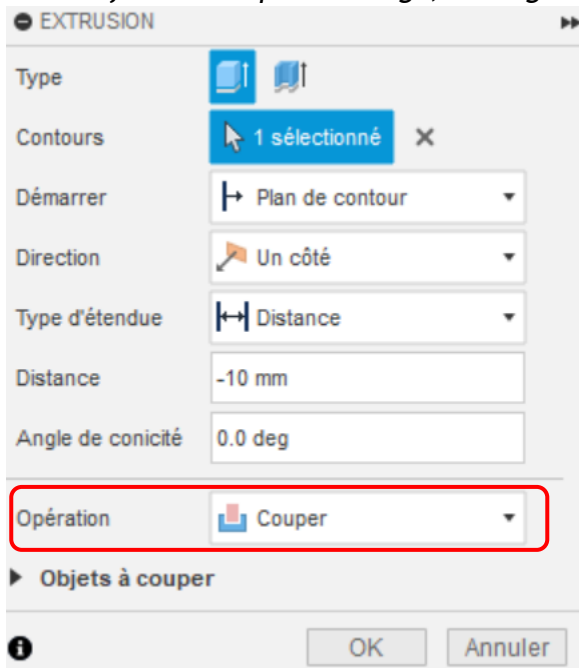 EXTRUSION
Type
Contours 1 sélectionné
Démarrer Plan de contour
Direction Un côté
Type d'étendue Distance
Distance -10 mm
Angle de conicité 0.0 deg
Opération Couper
Objets à couper
OK Annuler